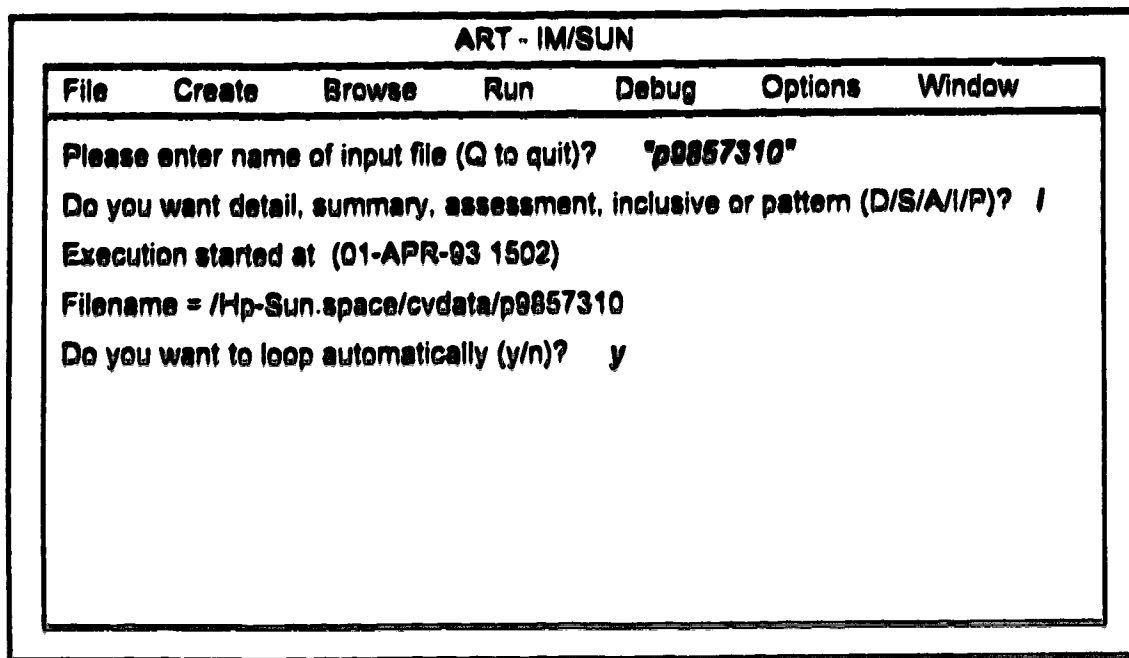 ART - IM/SUN
File Create Browse Run Debug Options Window
Please enter name of input file (Q to quit)? "p9857310"
Do you want detail, summary, assessment, inclusive or pattern (D/S/A/I/P)? I
Execution started at (01-APR-93 1502)
Filename = /Hp-Sun.space/cvdata/p9857310
Do you want to loop automatically (y/n)? y